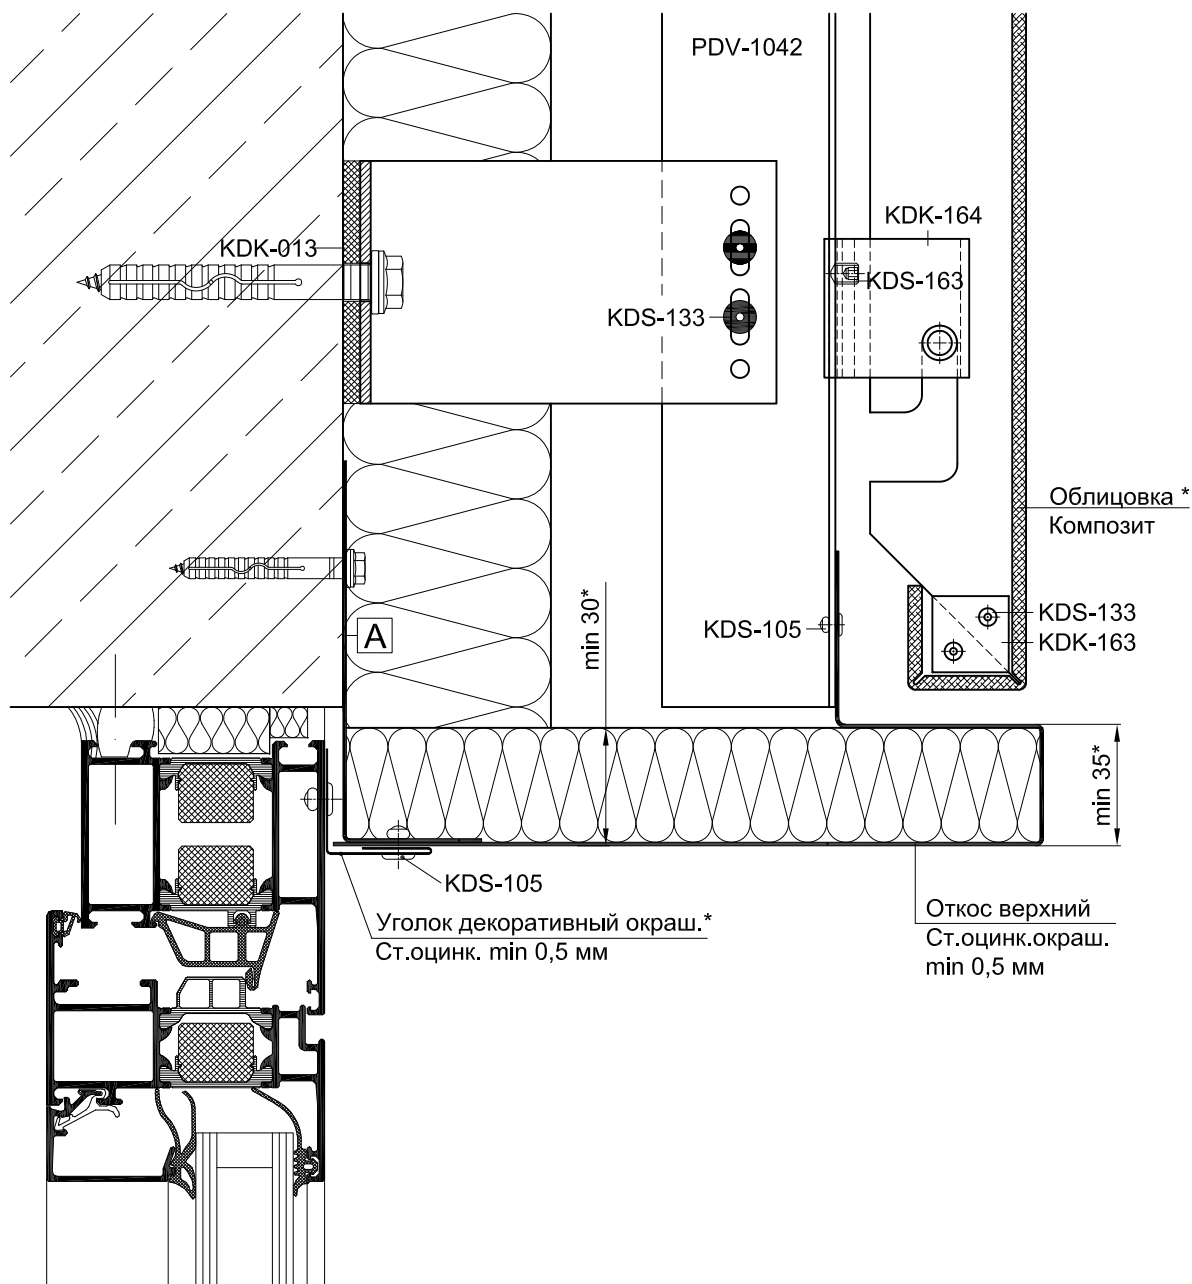 PDV-1042
KDK-164
KDK-013
KDS-163
KDS-133
Облицовка *
Композит
min 30*
KDS-133
KDS-105
A
KDK-163
min 35*
KDS-105
Уголок декоративный окраш.*
Ст.оцинк. min 0,5 мм
Откос верхний
Ст.оцинк.окраш.
min 0,5 мм